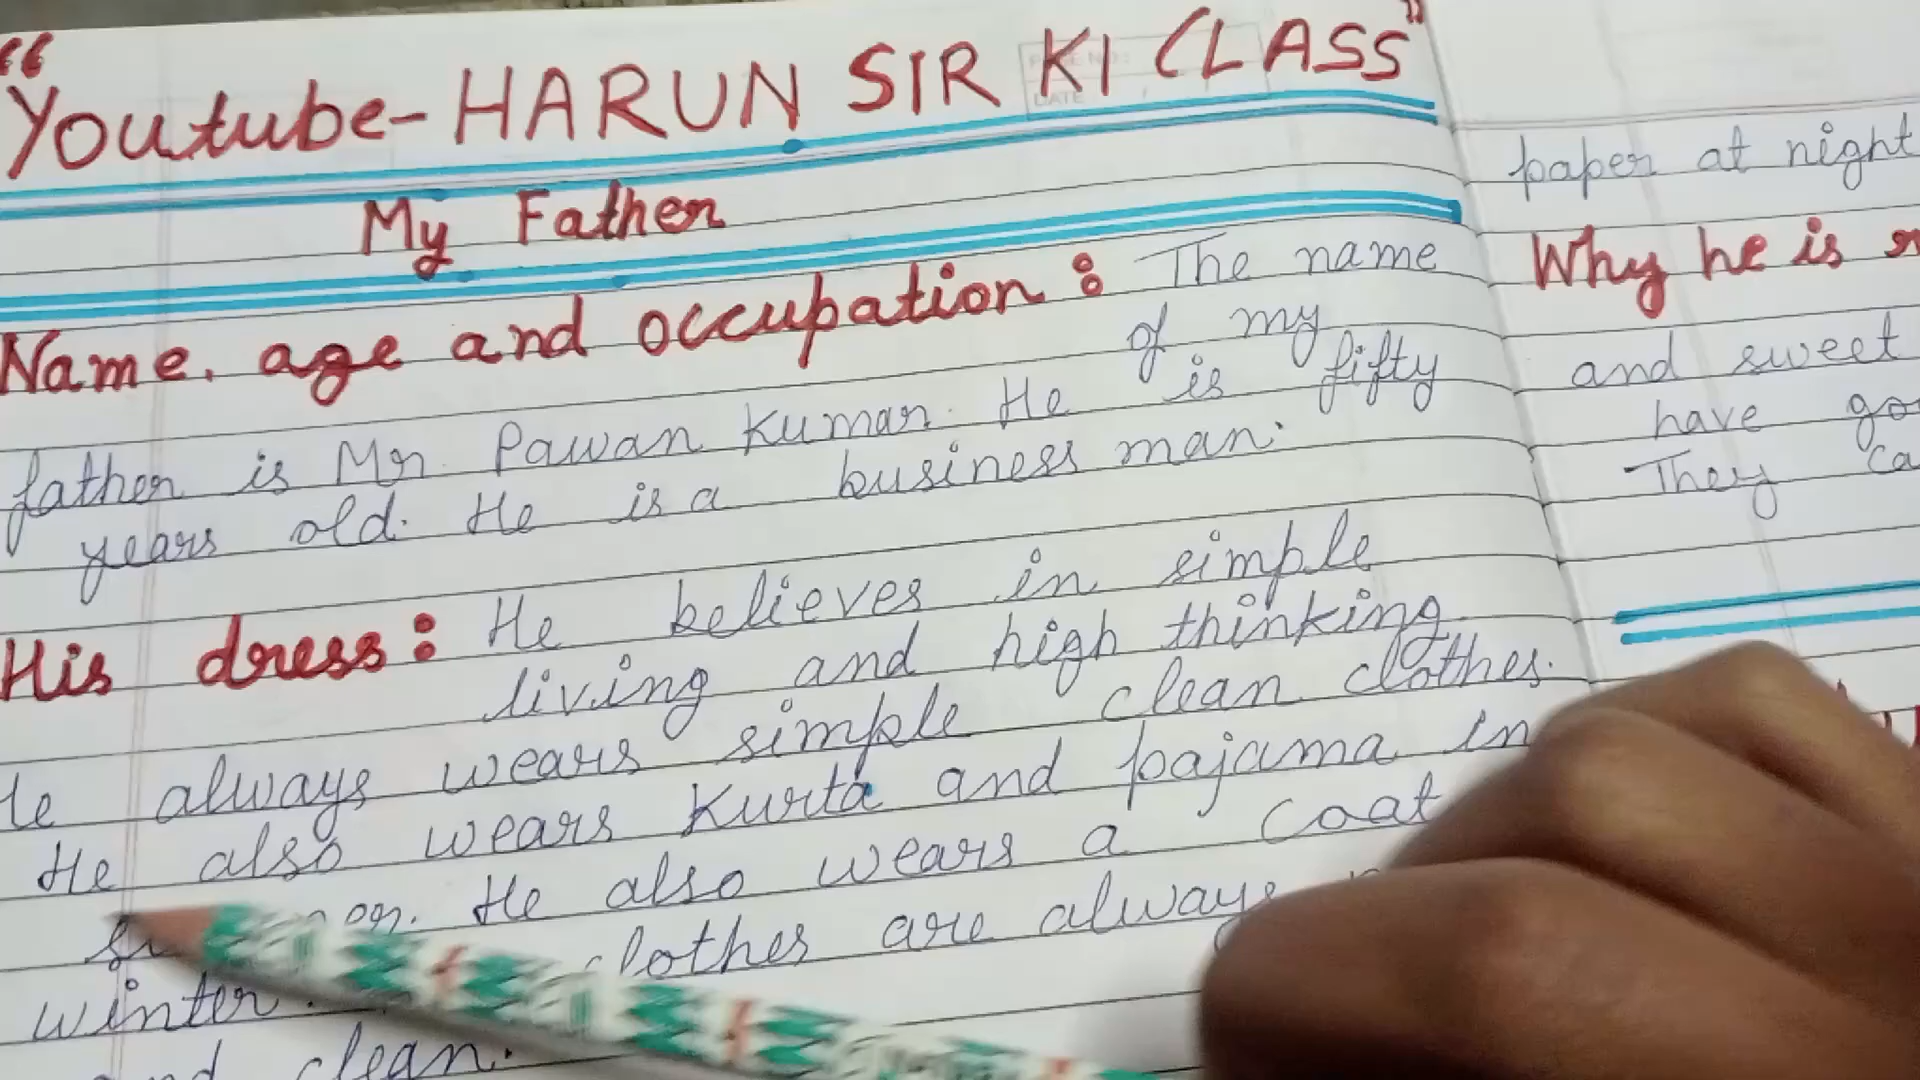 “Youtube- HARUN SIR KI CLASS”
My Father
Name, age and occupation : The name
of my
father is Mr. Pawan Kumar. He is fifty
years old. He is a business man.
His dress : He believes in simple
living and high thinking
He always wears simple clean clothes.
He also wears Kurta and pajama in
He also wears a coat
winter. clothes are always
and clean.
paper at night
Why he is
and sweet
have
They